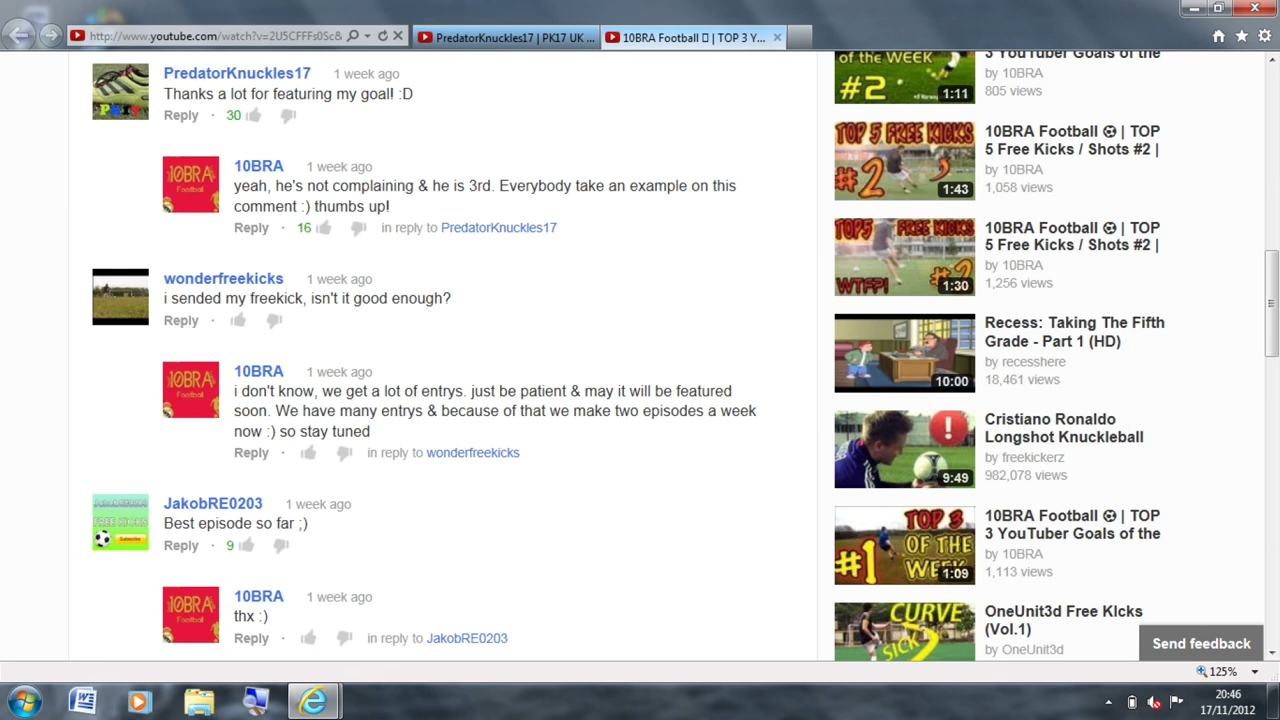 http://www.youtube.com/watch?v=2U5CFFFs0Sc&
PredatorKnuckles17 | PK17 UK ...
10BRA Football | TOP 3 Y...
PredatorKnuckles17 1 week ago
Thanks a lot for featuring my goal! :D
Reply · 30
10BRA Football
10BRA 1 week ago
yeah, he's not complaining & he is 3rd. Everybody take an example on this
comment :) thumbs up!
Reply · 16 in reply to PredatorKnuckles17
wonderfreekicks 1 week ago
i sended my freekick, isn't it good enough?
Reply ·
10BRA Football
10BRA 1 week ago
i don't know, we get a lot of entrys. just be patient & may it will be featured
soon. We have many entrys & because of that we make two episodes a week
now :) so stay tuned
Reply · in reply to wonderfreekicks
FREE KICKS
JakobRE0203 1 week ago
Best episode so far ;)
Reply · 9
10BRA Football
10BRA 1 week ago
thx :)
Reply · in reply to JakobRE0203
of the WEEK
#2
1:11
3 YouTuber Goals of the
by 10BRA
805 views
TOP 5 FREE KICKS
#2
1:43
10BRA Football ⚽ | TOP
5 Free Kicks / Shots #2 |
by 10BRA
1,058 views
TOP5 FREE KICKS
#2
WTFP!
1:30
10BRA Football ⚽ | TOP
5 Free Kicks / Shots #2 |
by 10BRA
1,256 views
10:00
Recess: Taking The Fifth
Grade - Part 1 (HD)
by recesshere
18,461 views
9:49
Cristiano Ronaldo
Longshot Knuckleball
by freekickerz
982,078 views
TOP 3
OF THE
WEEK
#1
1:09
10BRA Football ⚽ | TOP
3 YouTuber Goals of the
by 10BRA
1,113 views
CURVE
SICK
OneUnit3d Free KIcks
(Vol.1)
by OneUnit3d
Send feedback
125%
20:46
17/11/2012